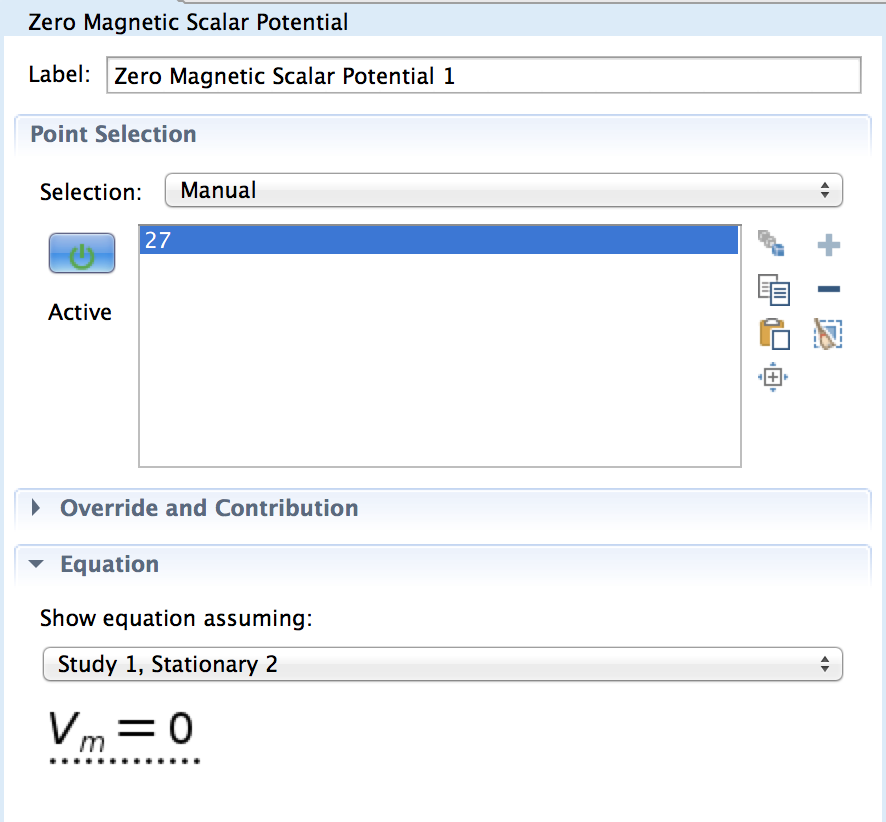 Zero Magnetic Scalar Potential
Label: Zero Magnetic Scalar Potential 1
Point Selection
Selection: Manual
27
Active
Override and Contribution
Equation
Show equation assuming:
Study 1, Stationary 2
Vm = 0